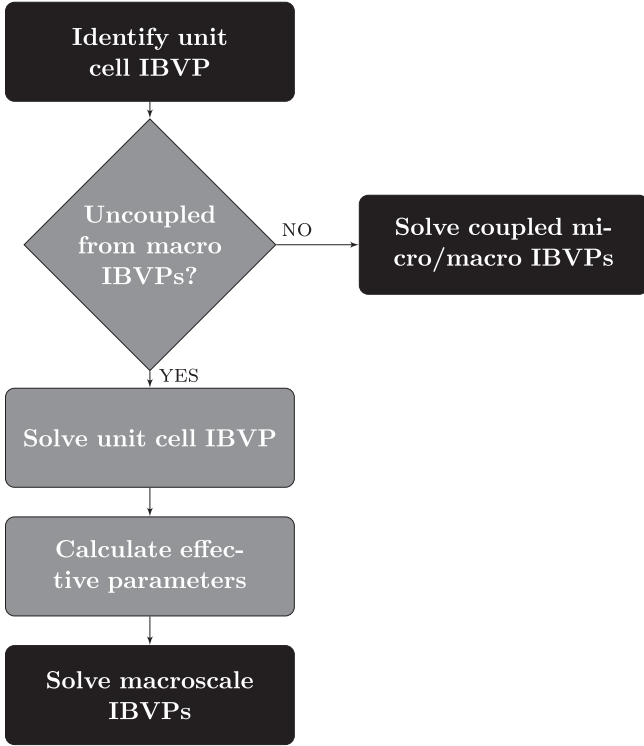 Identify unit
cell IBVP
Uncoupled
from macro
IBVPs?
NO
Solve coupled mi-
cro/macro IBVPs
YES
Solve unit cell IBVP
Calculate effec-
tive parameters
Solve macroscale
IBVPs